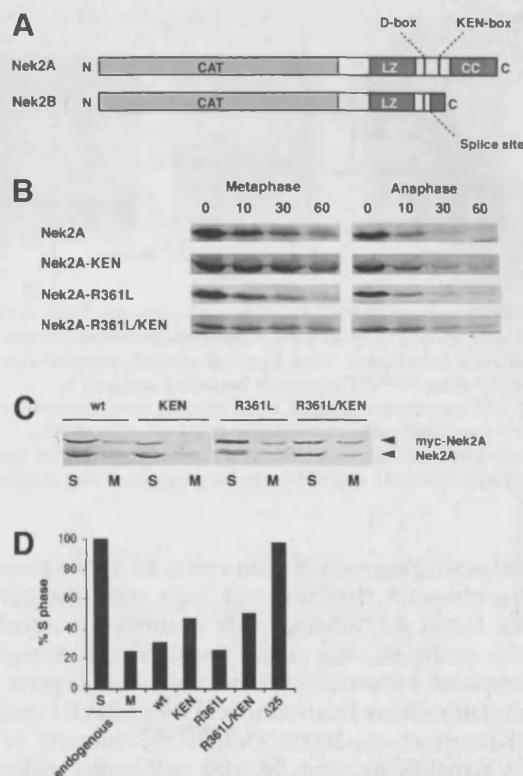 A
D-box KEN-box
Nek2A N CAT LZ CC C
Nek2B N CAT LZ C
Splice site
B
Metaphase Anaphase
0 10 30 60 0 10 30 60
Nek2A
Nek2A-KEN
Nek2A-R361L
Nek2A-R361L/KEN
C
wt KEN R361L R361L/KEN
myc-Nek2A
Nek2A
S M S M S M S M
D
% S phase
100
80
60
40
20
0
S M wt KEN R361L R361L/KEN
endogenous